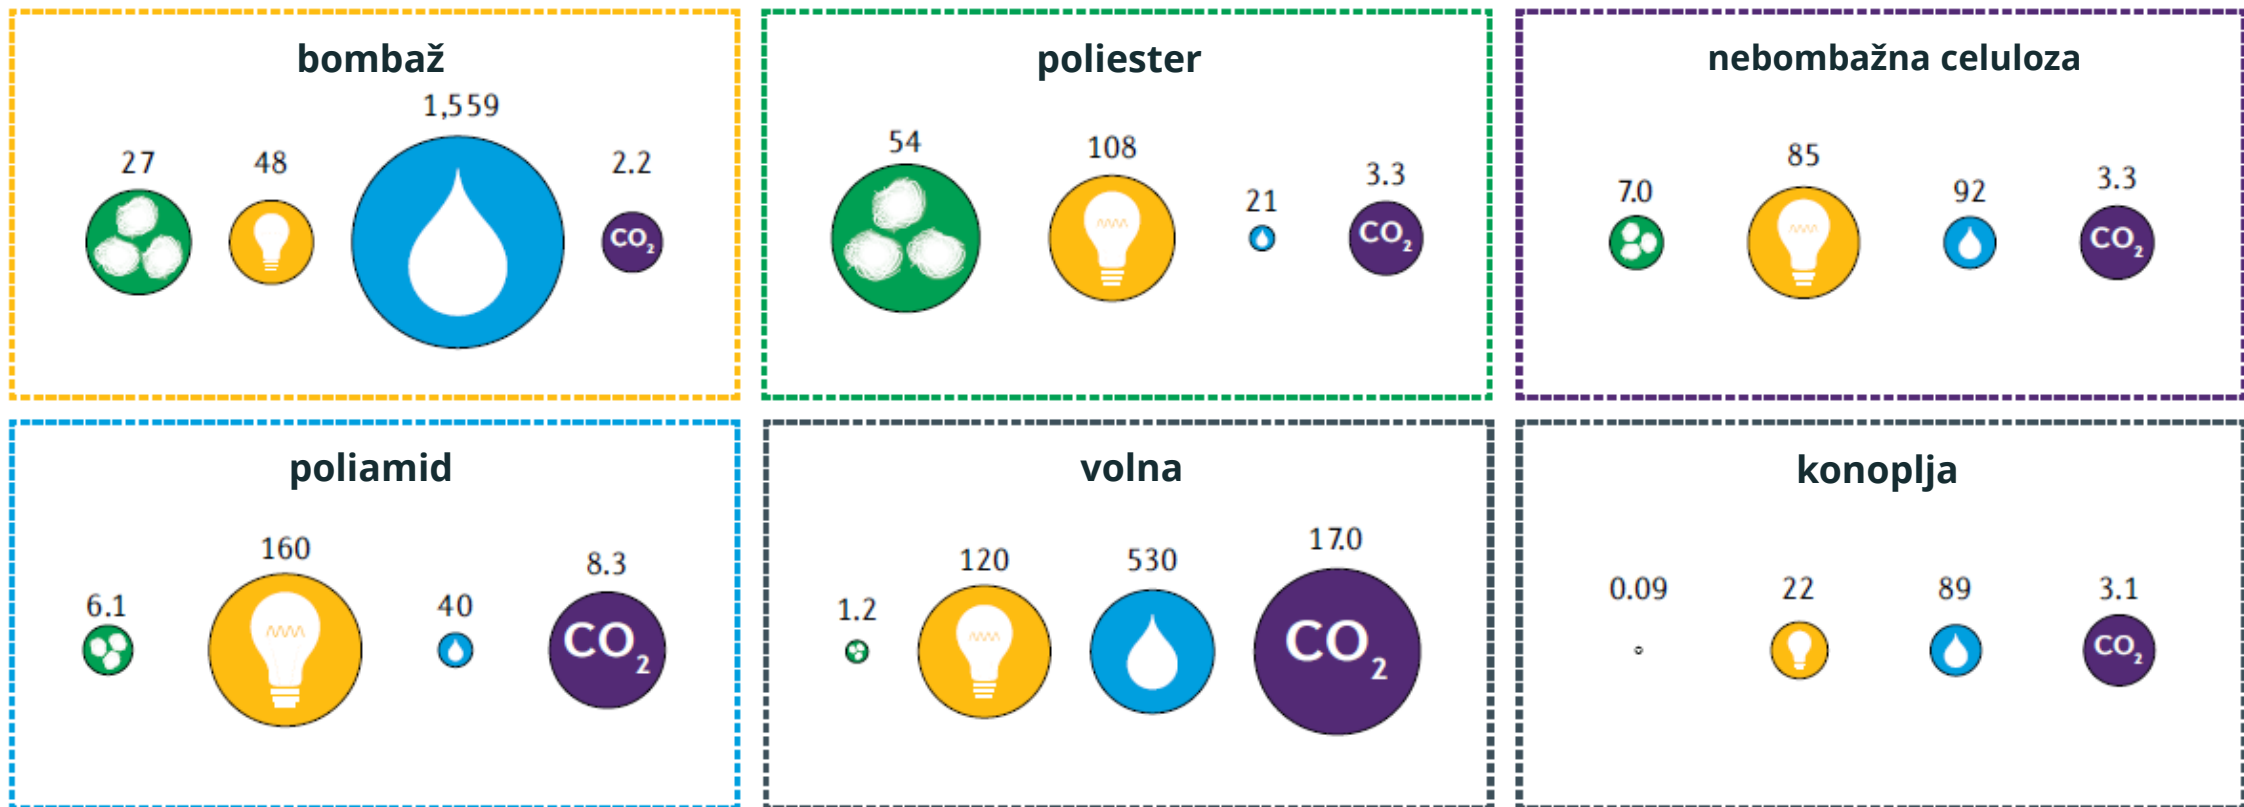 bombaž
1,559
27
48
2.2
CO₂
poliester
54
108
21
3.3
CO₂
nebombažna celuloza
7.0
85
92
3.3
CO₂
poliamid
6.1
160
40
8.3
CO₂
volna
1.2
120
530
17.0
CO₂
konoplja
0.09
22
89
3.1
CO₂